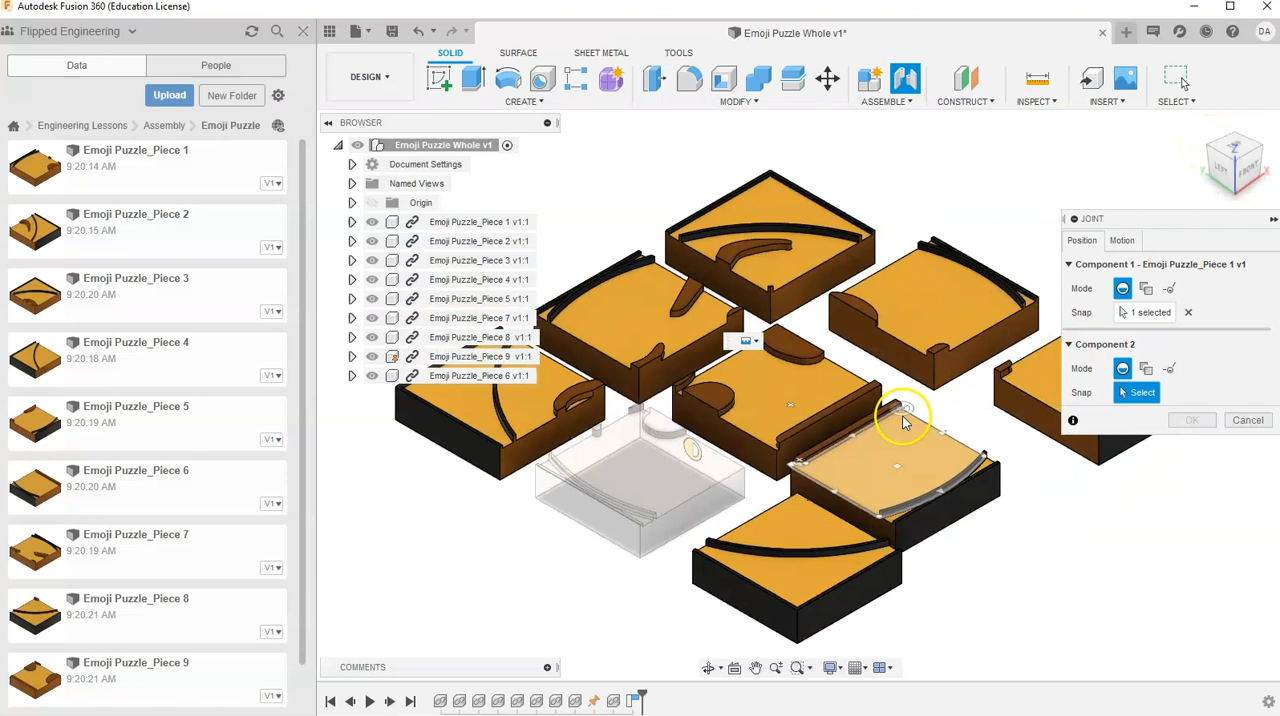 Autodesk Fusion 360 (Education License)
Flipped Engineering
Emoji Puzzle Whole v1*
DA
Data
People
Upload
New Folder
Engineering Lessons
Assembly
Emoji Puzzle
Emoji Puzzle_Piece 1
9:20:14 AM
V1
Emoji Puzzle_Piece 2
9:20:15 AM
V1
Emoji Puzzle_Piece 3
9:20:20 AM
V1
Emoji Puzzle_Piece 4
9:20:18 AM
V1
Emoji Puzzle_Piece 5
9:20:19 AM
V1
Emoji Puzzle_Piece 6
9:20:20 AM
V1
Emoji Puzzle_Piece 7
9:20:19 AM
V1
Emoji Puzzle_Piece 8
9:20:21 AM
V1
Emoji Puzzle_Piece 9
9:20:21 AM
V1
DESIGN
SOLID
SURFACE
SHEET METAL
TOOLS
CREATE
MODIFY
ASSEMBLE
CONSTRUCT
INSPECT
INSERT
SELECT
BROWSER
Emoji Puzzle Whole v1
Document Settings
Named Views
Origin
Emoji Puzzle_Piece 1 v1:1
Emoji Puzzle_Piece 2 v1:1
Emoji Puzzle_Piece 3 v1:1
Emoji Puzzle_Piece 4 v1:1
Emoji Puzzle_Piece 5 v1:1
Emoji Puzzle_Piece 7 v1:1
Emoji Puzzle_Piece 8 v1:1
Emoji Puzzle_Piece 9 v1:1
Emoji Puzzle_Piece 6 v1:1
Z
LEFT
FRONT
Y
X
JOINT
Position
Motion
Component 1 - Emoji Puzzle_Piece 1 v1
Mode
Snap
1 selected
Component 2
Mode
Snap
Select
OK
Cancel
COMMENTS